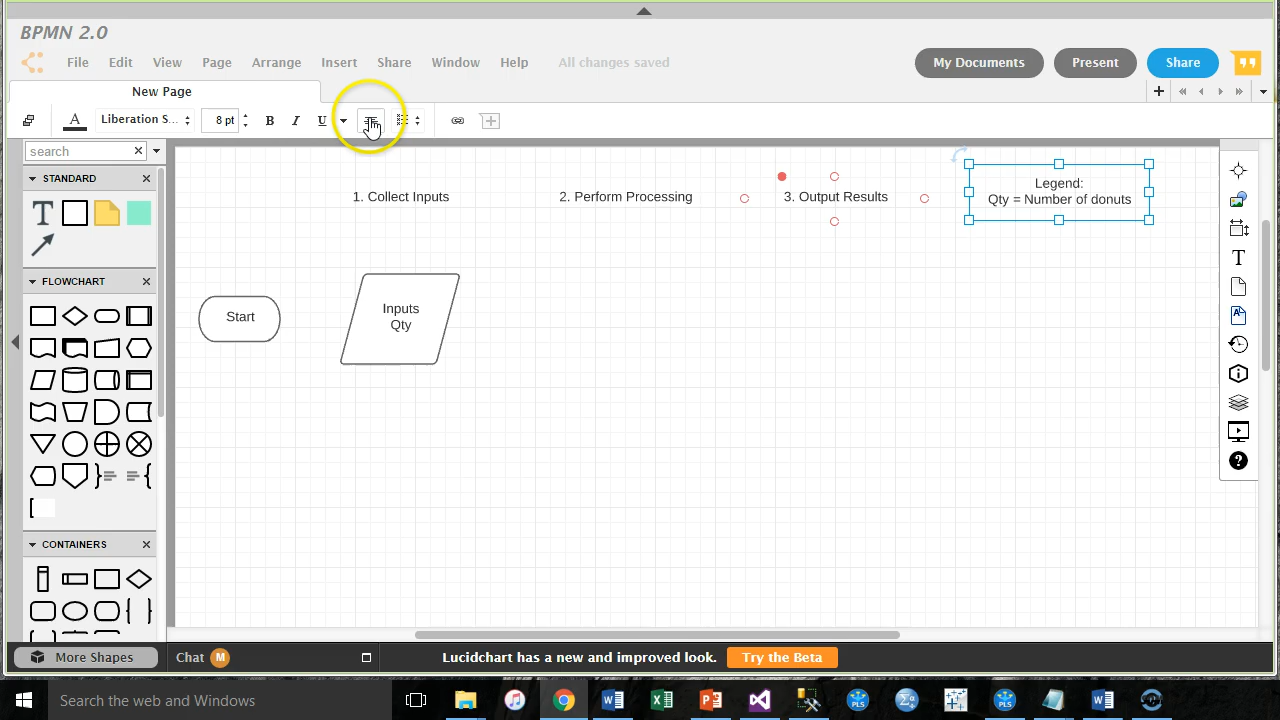 BPMN 2.0
File Edit View Page Arrange Insert Share Window Help All changes saved
My Documents Present Share
New Page
Liberation S... 8 pt B I U
search
STANDARD
T
FLOWCHART
CONTAINERS
More Shapes
1. Collect Inputs 2. Perform Processing 3. Output Results
Legend:
Qty = Number of donuts
Start
Inputs
Qty
Chat M
Lucidchart has a new and improved look. Try the Beta
Search the web and Windows